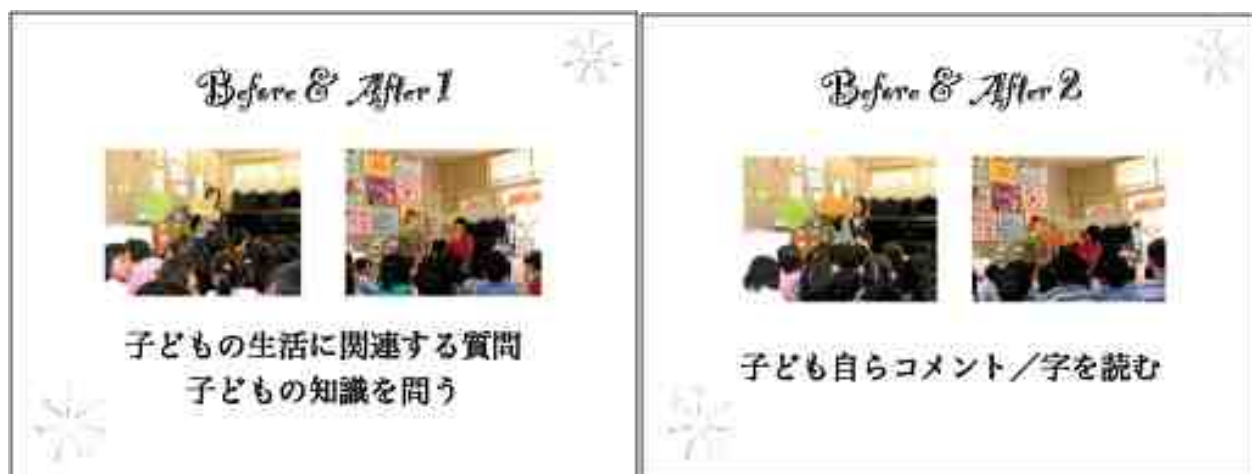 Before & After 1
子どもの生活に関連する質問
子どもの知識を問う
Before & After 2
子ども自らコメント/字を読む